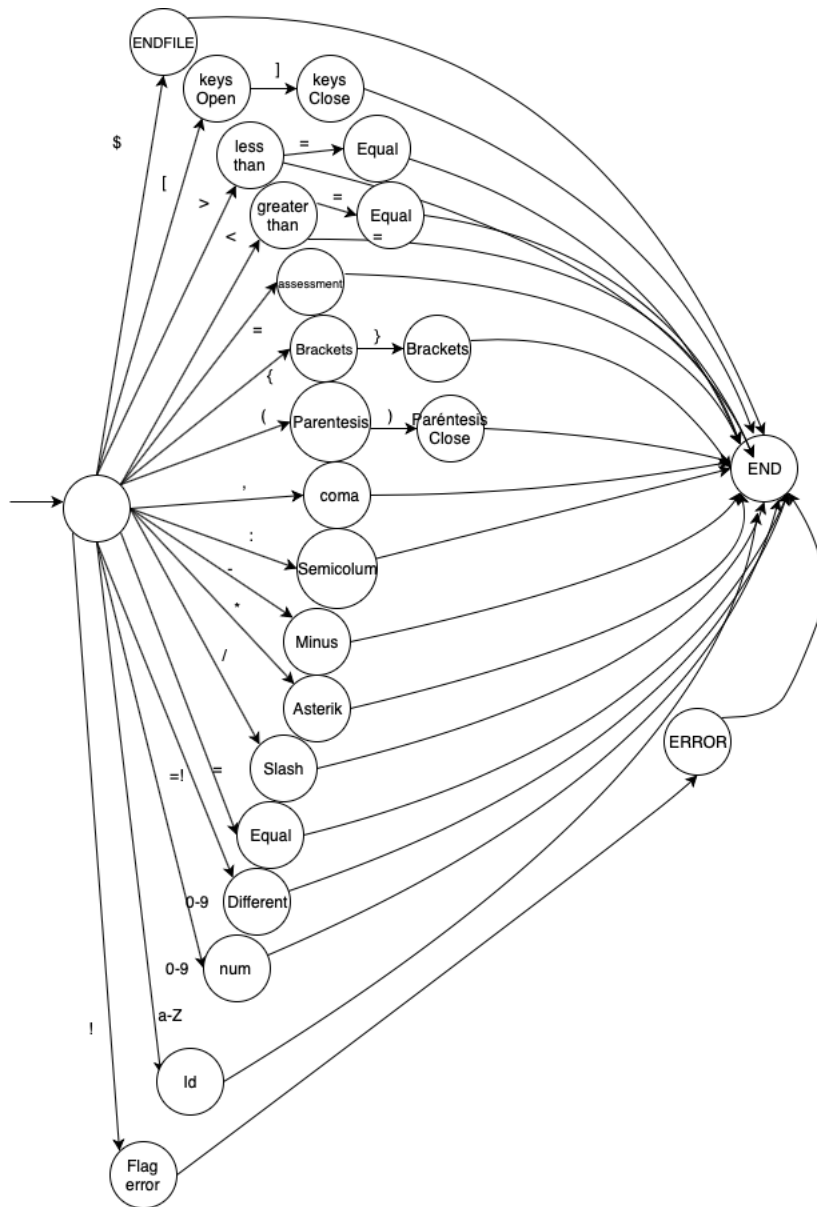 ENDFILE
keys
Open
]
keys
Close
$
[
less
than
=
Equal
>
greater
than
=
Equal
<
=
assessment
=
Brackets
}
Brackets
{
(
Parentesis
)
Paréntesis
Close
END
,
coma
:
Semicolum
-
Minus
*
Asterik
/
Slash
ERROR
=!
=
Equal
0-9
Different
0-9
num
a-Z
!
Id
Flag
error